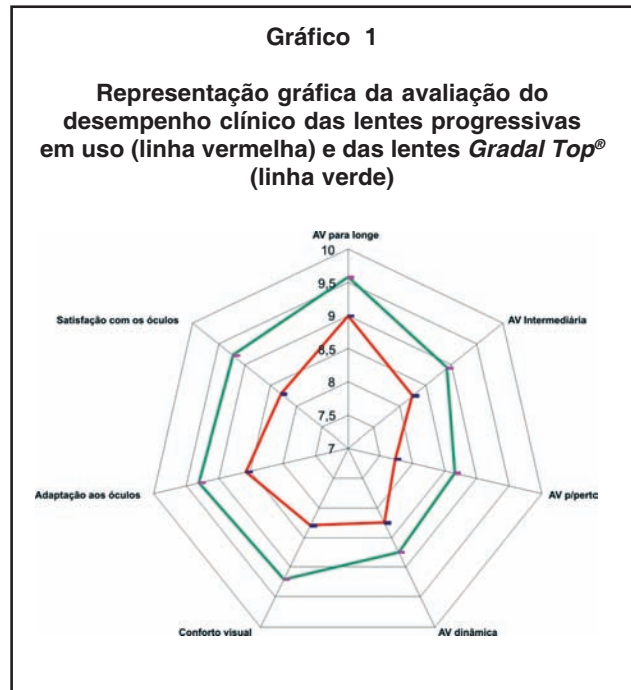 Gráfico 1
Representação gráfica da avaliação do
desempenho clínico das lentes progressivas
em uso (linha vermelha) e das lentes Gradal Top®
(linha verde)
AV para longe
10
9,5
9
8,5
8
7,5
7
Satisfação com os óculos
AV Intermediária
Adaptação aos óculos
AV p/pertc
Conforto visual
AV dinâmica